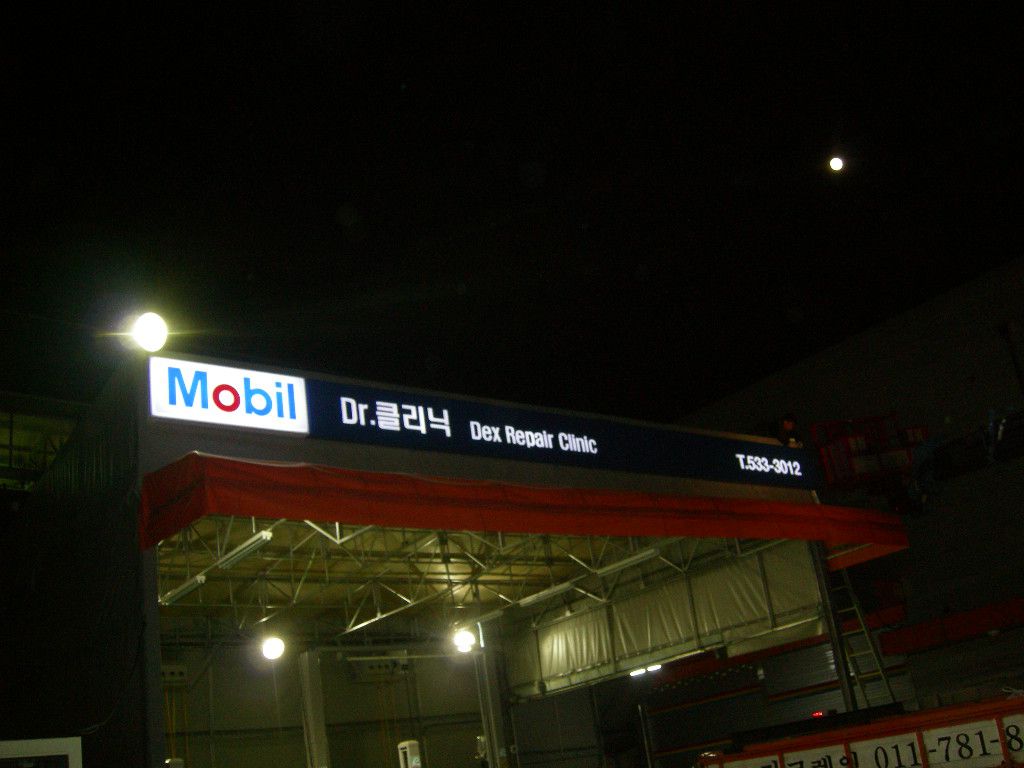 Mobil Dr.클리닉 Dex Repair Clinic T.533-3012
011-781-8